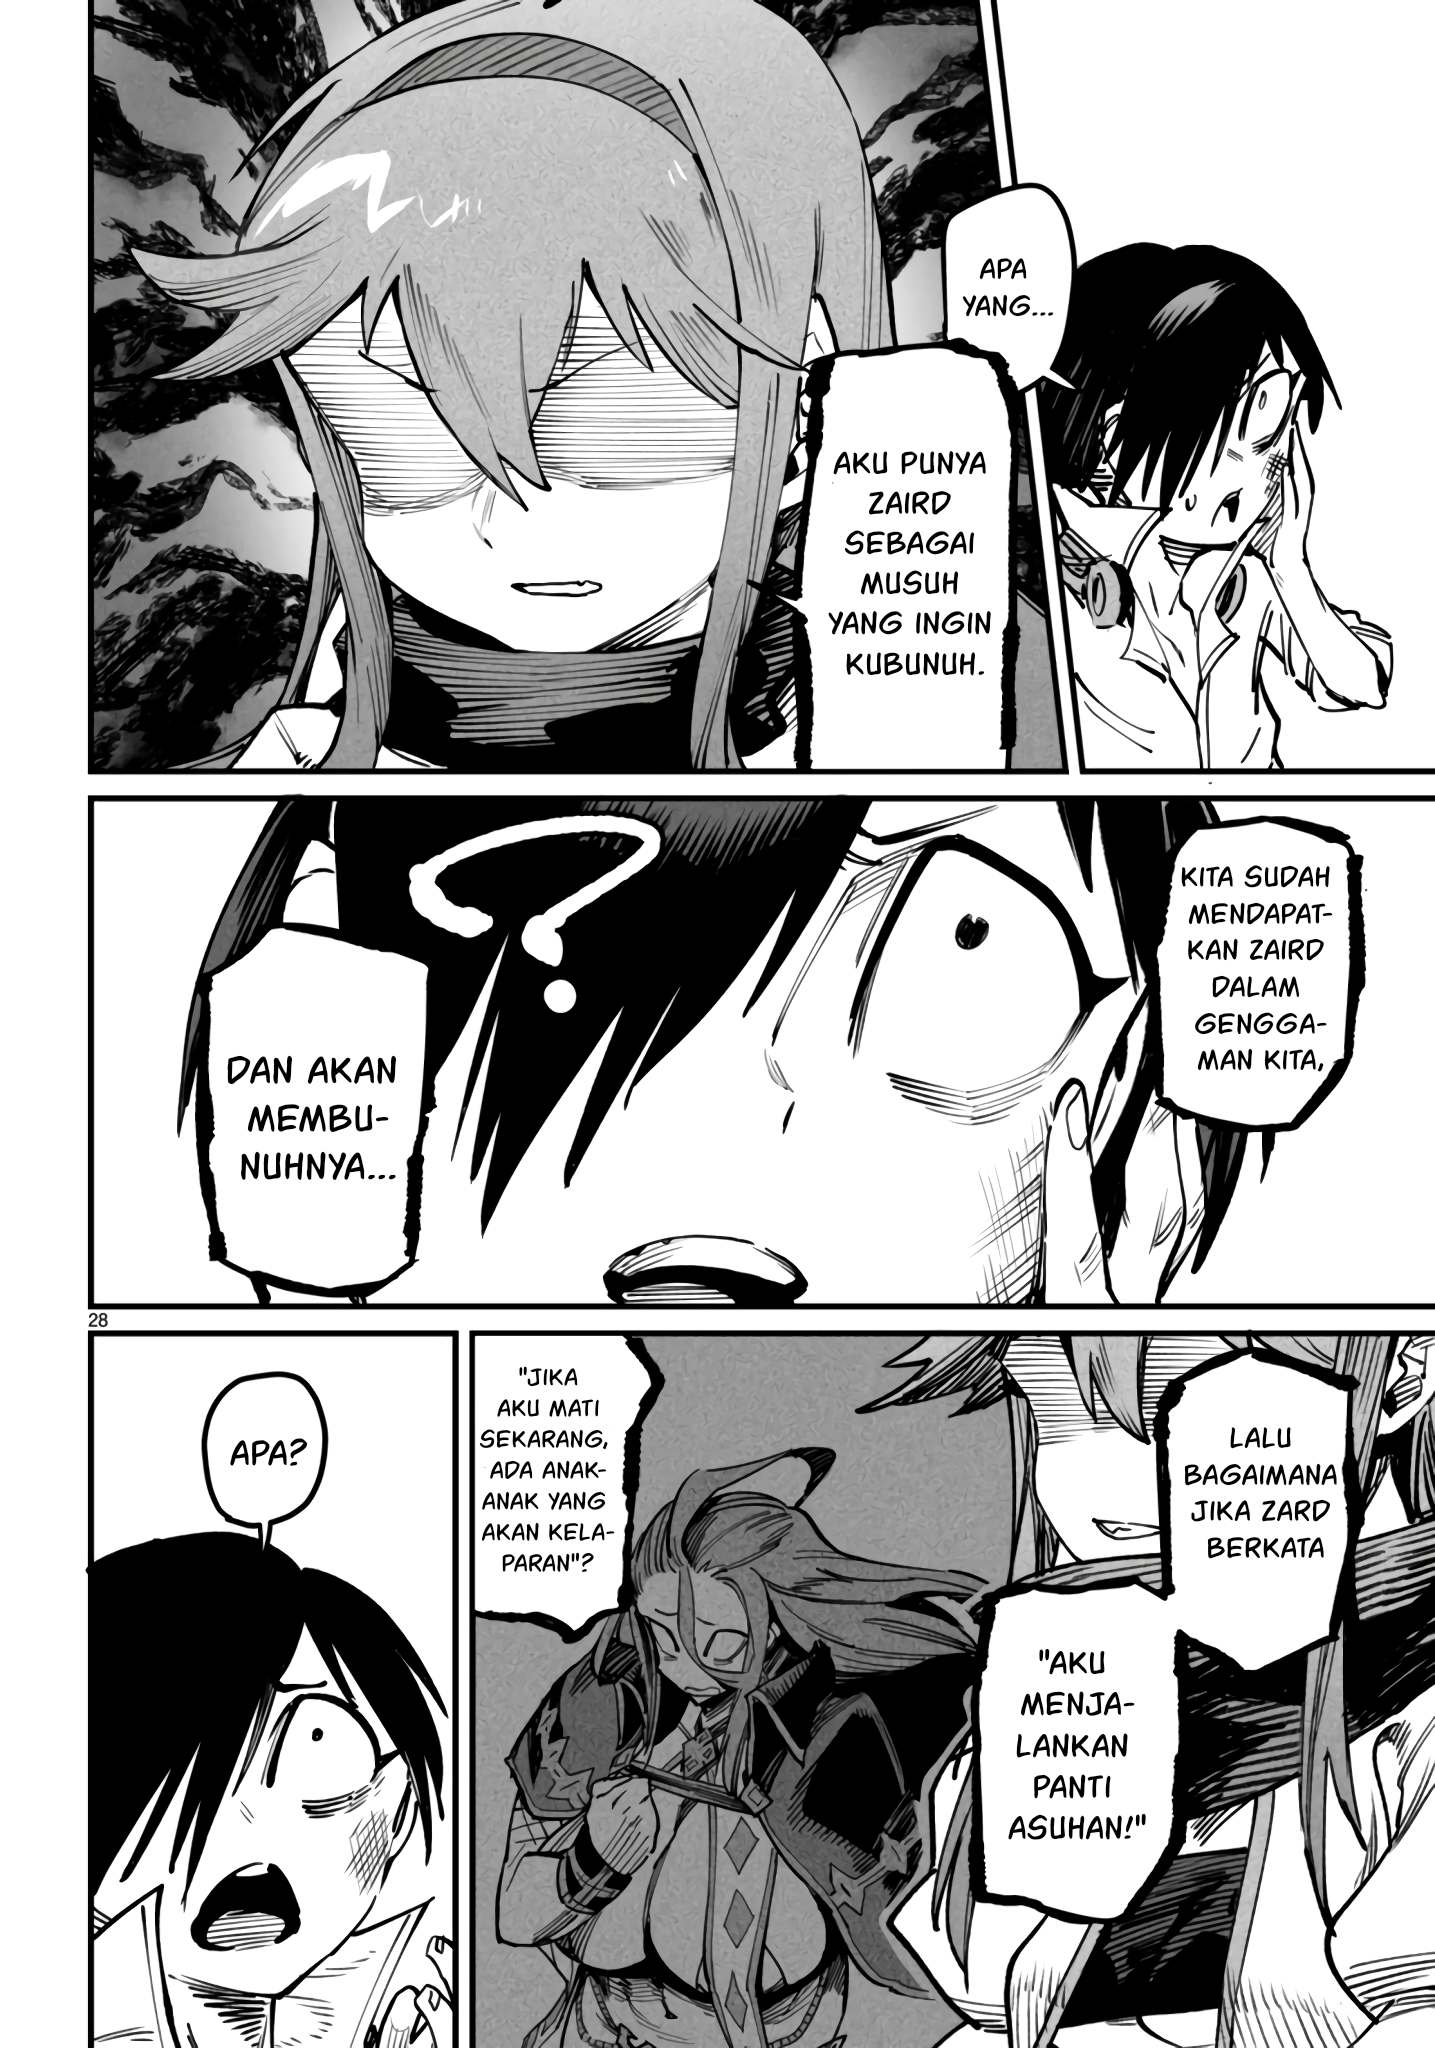 APA
YANG...
AKU PUNYA
ZAIRD
SEBAGAI
MUSUH
YANG INGIN
KUBUNUH.
KITA SUDAH
MENDAPAT-
KAN ZAIRD
DALAM
GENGGA-
MAN KITA,
?
DAN AKAN
MEMBU-
NUHNYA...
28
LALU
BAGAIMANA
JIKA ZARD
BERKATA
"AKU
MENJA-
LANKAN
PANTI
ASUHAN!"
"JIKA
AKU MATI
SEKARANG,
ADA ANAK-
ANAK YANG
AKAN KELA-
PARAN"?
APA?